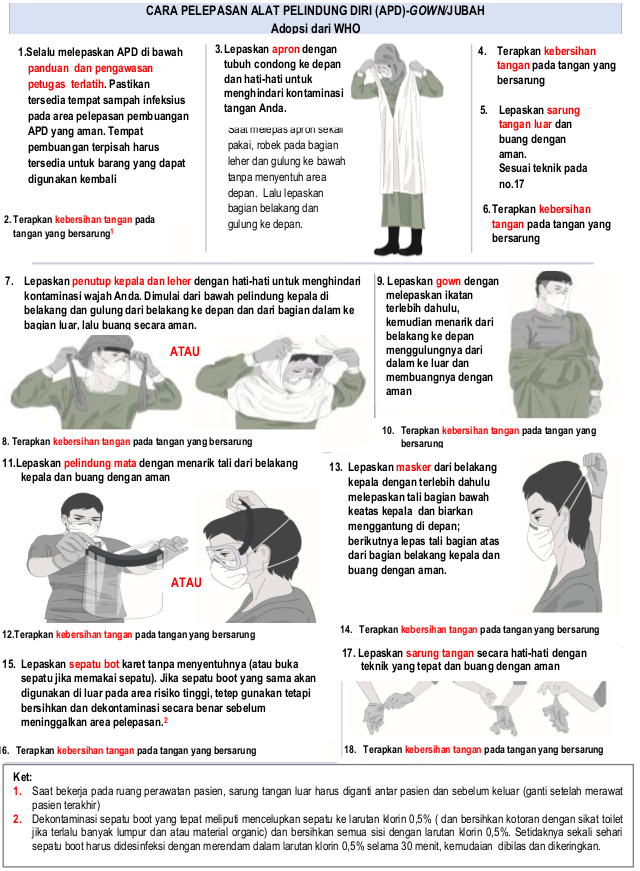 CARA PELEPASAN ALAT PELINDUNG DIRI (APD)-GOWN/JUBAH
Adopsi dari WHO
1.Selalu melepaskan APD di bawah
panduan dan pengawasan
petugas terlatih. Pastikan
tersedia tempat sampah infeksius
pada area pelepasan pembuangan
APD yang aman. Tempat
pembuangan terpisah harus
tersedia untuk barang yang dapat
digunakan kembali
2. Terapkan kebersihan tangan pada
tangan yang bersarung1
3. Lepaskan apron dengan
tubuh condong ke depan
dan hati-hati untuk
menghindari kontaminasi
tangan Anda.
Saat melepas apron sekali
pakai, robek pada bagian
leher dan gulung ke bawah
tanpa menyentuh area
depan. Lalu lepaskan
bagian belakang dan
gulung ke depan.
4. Terapkan kebersihan
tangan pada tangan yang
bersarung
5. Lepaskan sarung
tangan luar dan
buang dengan
aman.
Sesuai teknik pada
no.17
6. Terapkan kebersihan
tangan pada tangan yang
bersarung
7. Lepaskan penutup kepala dan leher dengan hati-hati untuk menghindari
kontaminasi wajah Anda. Dimulai dari bawah pelindung kepala di
belakang dan gulung dari belakang ke depan dan dari bagian dalam ke
bagian luar, lalu buang secara aman.
ATAU
8. Terapkan kebersihan tangan pada tangan yang bersarung
9. Lepaskan gown dengan
melepaskan ikatan
terlebih dahulu,
kemudian menarik dari
belakang ke depan
menggulungnya dari
dalam ke luar dan
membuangnya dengan
aman
10. Terapkan kebersihan tangan pada tangan yang
bersarung
11.Lepaskan pelindung mata dengan menarik tali dari belakang
kepala dan buang dengan aman
ATAU
12.Terapkan kebersihan tangan pada tangan yang bersarung
13. Lepaskan masker dari belakang
kepala dengan terlebih dahulu
melepaskan tali bagian bawah
keatas kepala dan biarkan
menggantung di depan;
berikutnya lepas tali bagian atas
dari bagian belakang kepala dan
buang dengan aman.
14. Terapkan kebersihan tangan pada tangan yang bersarung
15. Lepaskan sepatu bot karet tanpa menyentuhnya (atau buka
sepatu jika memakai sepatu). Jika sepatu boot yang sama akan
digunakan di luar pada area risiko tinggi, tetep gunakan tetapi
bersihkan dan dekontaminasi secara benar sebelum
meninggalkan area pelepasan.2
16. Terapkan kebersihan tangan pada tangan yang bersarung
17. Lepaskan sarung tangan secara hati-hati dengan
teknik yang tepat dan buang dengan aman
18. Terapkan kebersihan tangan pada tangan yang bersarung
Ket:
1. Saat bekerja pada ruang perawatan pasien, sarung tangan luar harus diganti antar pasien dan sebelum keluar (ganti setelah merawat
pasien terakhir)
2. Dekontaminasi sepatu boot yang tepat meliputi mencelupkan sepatu ke larutan klorin 0,5% ( dan bersihkan kotoran dengan sikat toilet
jika terlalu banyak lumpur dan atau material organic) dan bersihkan semua sisi dengan larutan klorin 0,5%. Setidaknya sekali sehari
sepatu boot harus didesinfeksi dengan merendam dalam larutan klorin 0,5% selama 30 menit, kemudaian dibilas dan dikeringkan.